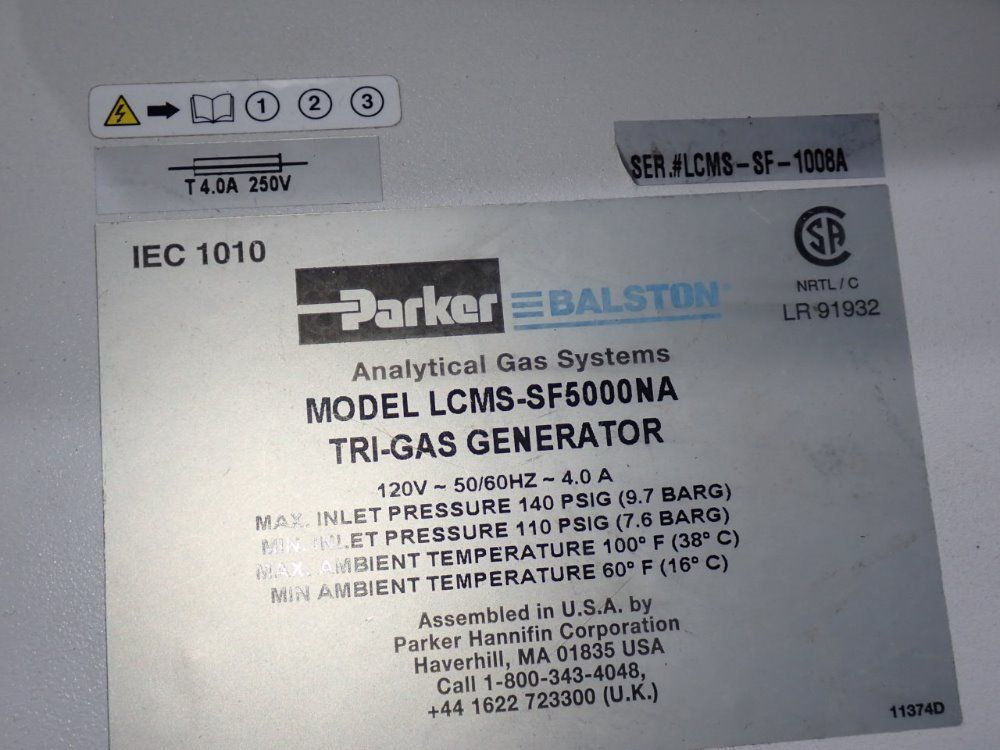 1 2 3
T 4.0A 250V
SER.#LCMS-SF-1008A
IEC 1010
CSA
NRTL / C
LR 91932
Parker BALSTON
Analytical Gas Systems
MODEL LCMS-SF5000NA
TRI-GAS GENERATOR
120V ~ 50/60HZ ~ 4.0 A
MAX. INLET PRESSURE 140 PSIG (9.7 BARG)
MIN. INLET PRESSURE 110 PSIG (7.6 BARG)
MAX. AMBIENT TEMPERATURE 100° F (38° C)
MIN AMBIENT TEMPERATURE 60° F (16° C)
Assembled in U.S.A. by
Parker Hannifin Corporation
Haverhill, MA 01835 USA
Call 1-800-343-4048,
+44 1622 723300 (U.K.)
11374D